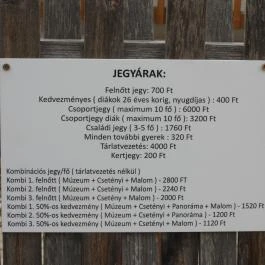 JEGYÁRAK:
Felnőtt jegy: 700 Ft
Kedvezményes ( diákok 26 éves korig, nyugdíjas ) : 400 Ft
Csoportjegy ( maximum 10 fő ) : 6000 Ft
Csoportjegy diák ( maximum 10 fő ): 3200 Ft
Családi jegy ( 3-5 fő ) : 1760 Ft
Minden további gyerek : 320 Ft
Tárlatvezetés: 4000 Ft
Kertjegy: 200 Ft
Kombinációs jegy/fő ( tárlatvezetés nélkül )
Kombi 1. felnőtt ( Múzeum + Csetényi + Malom ) - 2800 FT
Kombi 2. felnőtt ( Múzeum + Csetényi + Malom ) - 2240 Ft
Kombi 3. felnőtt ( Múzeum + Csetény + Malom ) - 2000 Ft
Kombi 1. 50%-os kedvezmény ( Múzeum + Csetényi + Panoráma + Malom ) - 1520 Ft
Kombi 2. 50%-os kedvezmény ( Múzeum + Csetényi + Panoráma ) - 1200 Ft
Kombi 3. 50%-os kedvezmény ( Múzeum + Csetényi + Malom ) - 1120 Ft